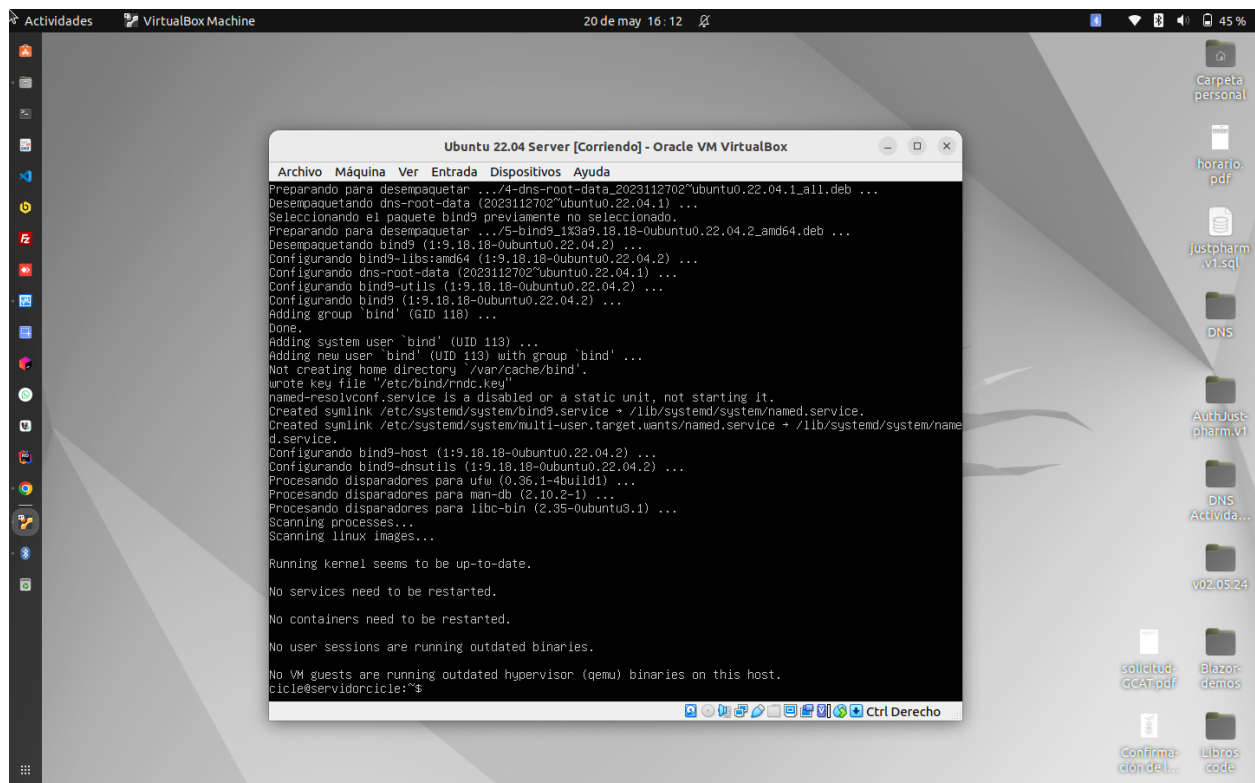 Actividades VirtualBox Machine 20 de may 16:12 45 %
Carpeta
personal
horario.
pdf
justpharm
.v1.sql
DNS
AuthJust-
pharm.v1
DNS
Activida...
v02.05.24
solicitud-
GCAT.pdf
Blazor-
demos
Confirma-
ción de l...
Libros
code
Ubuntu 22.04 Server [Corriendo] - Oracle VM VirtualBox
Archivo Máquina Ver Entrada Dispositivos Ayuda
Preparando para desempaquetar .../4-dns-root-data_2023112702~ubuntu0.22.04.1_all.deb ...
Desempaquetando dns-root-data (2023112702~ubuntu0.22.04.1) ...
Seleccionando el paquete bind9 previamente no seleccionado.
Preparando para desempaquetar .../5-bind9_1%3a9.18.18-0ubuntu0.22.04.2_amd64.deb ...
Desempaquetando bind9 (1:9.18.18-0ubuntu0.22.04.2) ...
Configurando bind9-libs:amd64 (1:9.18.18-0ubuntu0.22.04.2) ...
Configurando dns-root-data (2023112702~ubuntu0.22.04.1) ...
Configurando bind9-utils (1:9.18.18-0ubuntu0.22.04.2) ...
Configurando bind9 (1:9.18.18-0ubuntu0.22.04.2) ...
Adding group `bind' (GID 118) ...
Done.
Adding system user `bind' (UID 113) ...
Adding new user `bind' (UID 113) with group `bind' ...
Not creating home directory `/var/cache/bind'.
wrote key file "/etc/bind/rndc.key"
named-resolvconf.service is a disabled or a static unit, not starting it.
Created symlink /etc/systemd/system/bind9.service → /lib/systemd/system/named.service.
Created symlink /etc/systemd/system/multi-user.target.wants/named.service → /lib/systemd/system/name
d.service.
Configurando bind9-host (1:9.18.18-0ubuntu0.22.04.2) ...
Configurando bind9-dnsutils (1:9.18.18-0ubuntu0.22.04.2) ...
Procesando disparadores para ufw (0.36.1-4build1) ...
Procesando disparadores para man-db (2.10.2-1) ...
Procesando disparadores para libc-bin (2.35-0ubuntu3.1) ...
Scanning processes...
Scanning linux images...
Running kernel seems to be up-to-date.
No services need to be restarted.
No containers need to be restarted.
No user sessions are running outdated binaries.
No VM guests are running outdated hypervisor (qemu) binaries on this host.
cicle@servidorcicle:~$
Ctrl Derecho